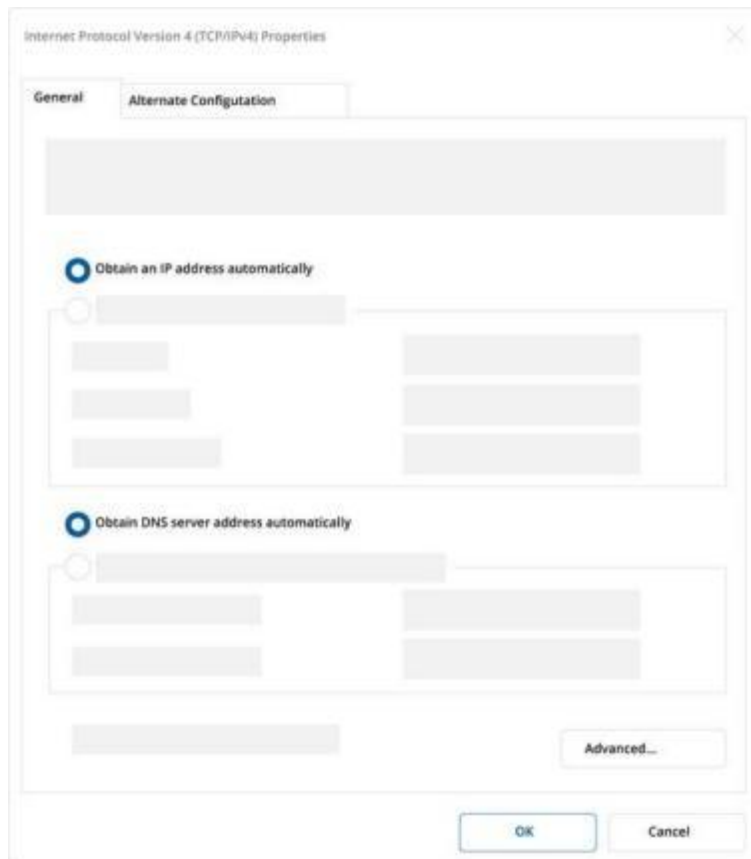 Internet Protocol Version 4 (TCP/IPv4) Properties
General
Alternate Configutation
Obtain an IP address automatically
Obtain DNS server address automatically
Advanced...
OK
Cancel